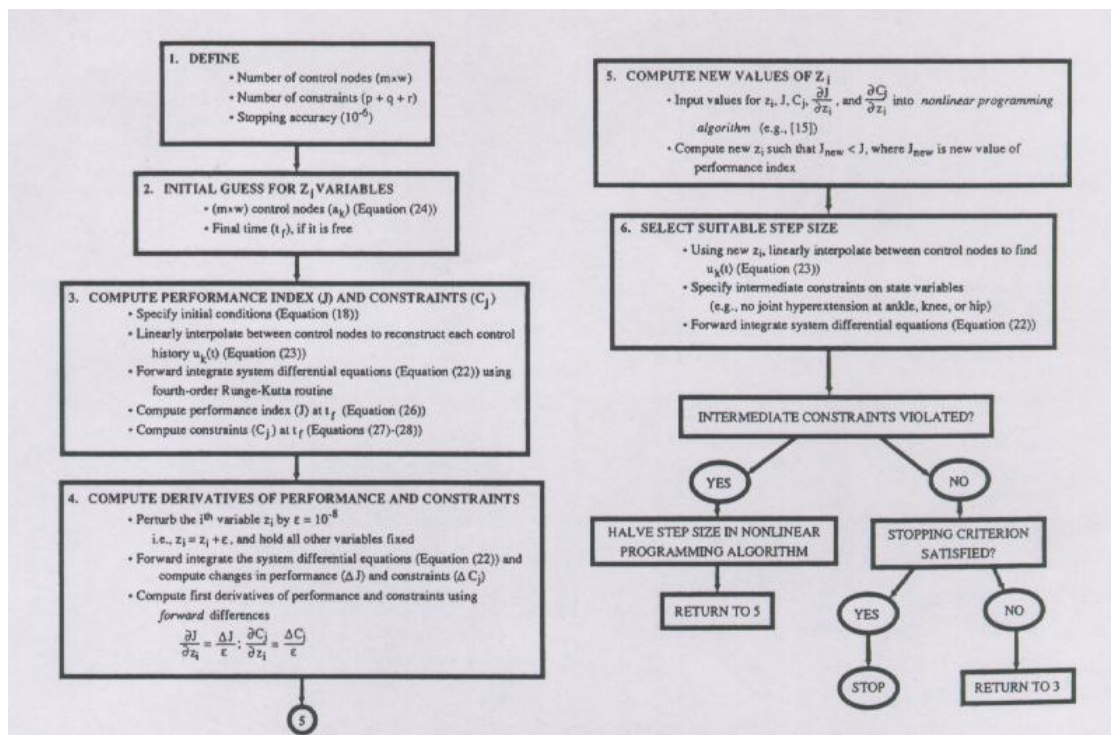 1. DEFINE
• Number of control nodes (m×w)
• Number of constraints (p + q + r)
• Stopping accuracy (10⁻⁶)
2. INITIAL GUESS FOR Zᵢ VARIABLES
• (m×w) control nodes (aₖ) (Equation (24))
• Final time (t_f), if it is free
3. COMPUTE PERFORMANCE INDEX (J) AND CONSTRAINTS (Cⱼ)
• Specify initial conditions (Equation (18))
• Linearly interpolate between control nodes to reconstruct each control
history uₖ(t) (Equation (23))
• Forward integrate system differential equations (Equation (22)) using
fourth-order Runge-Kutta routine
• Compute performance index (J) at t_f (Equation (26))
• Compute constraints (Cⱼ) at t_f (Equations (27)-(28))
4. COMPUTE DERIVATIVES OF PERFORMANCE AND CONSTRAINTS
• Perturb the iᵗʰ variable zᵢ by ε = 10⁻⁸
i.e., zᵢ = zᵢ + ε, and hold all other variables fixed
• Forward integrate the system differential equations (Equation (22)) and
compute changes in performance (Δ J) and constraints (Δ Cⱼ)
• Compute first derivatives of performance and constraints using
forward differences
∂J/∂zᵢ = ΔJ/ε ; ∂Cⱼ/∂zᵢ = ΔCⱼ/ε
5
5. COMPUTE NEW VALUES OF Zᵢ
• Input values for zᵢ, J, Cⱼ, ∂J/∂zᵢ, and ∂Cⱼ/∂zᵢ into nonlinear programming
algorithm (e.g., [15])
• Compute new zᵢ such that J_new < J, where J_new is new value of
performance index
6. SELECT SUITABLE STEP SIZE
• Using new zᵢ, linearly interpolate between control nodes to find
uₖ(t) (Equation (23))
• Specify intermediate constraints on state variables
(e.g., no joint hyperextension at ankle, knee, or hip)
• Forward integrate system differential equations (Equation (22))
INTERMEDIATE CONSTRAINTS VIOLATED?
YES
NO
HALVE STEP SIZE IN NONLINEAR
PROGRAMMING ALGORITHM
STOPPING CRITERION
SATISFIED?
RETURN TO 5
YES
NO
STOP
RETURN TO 3